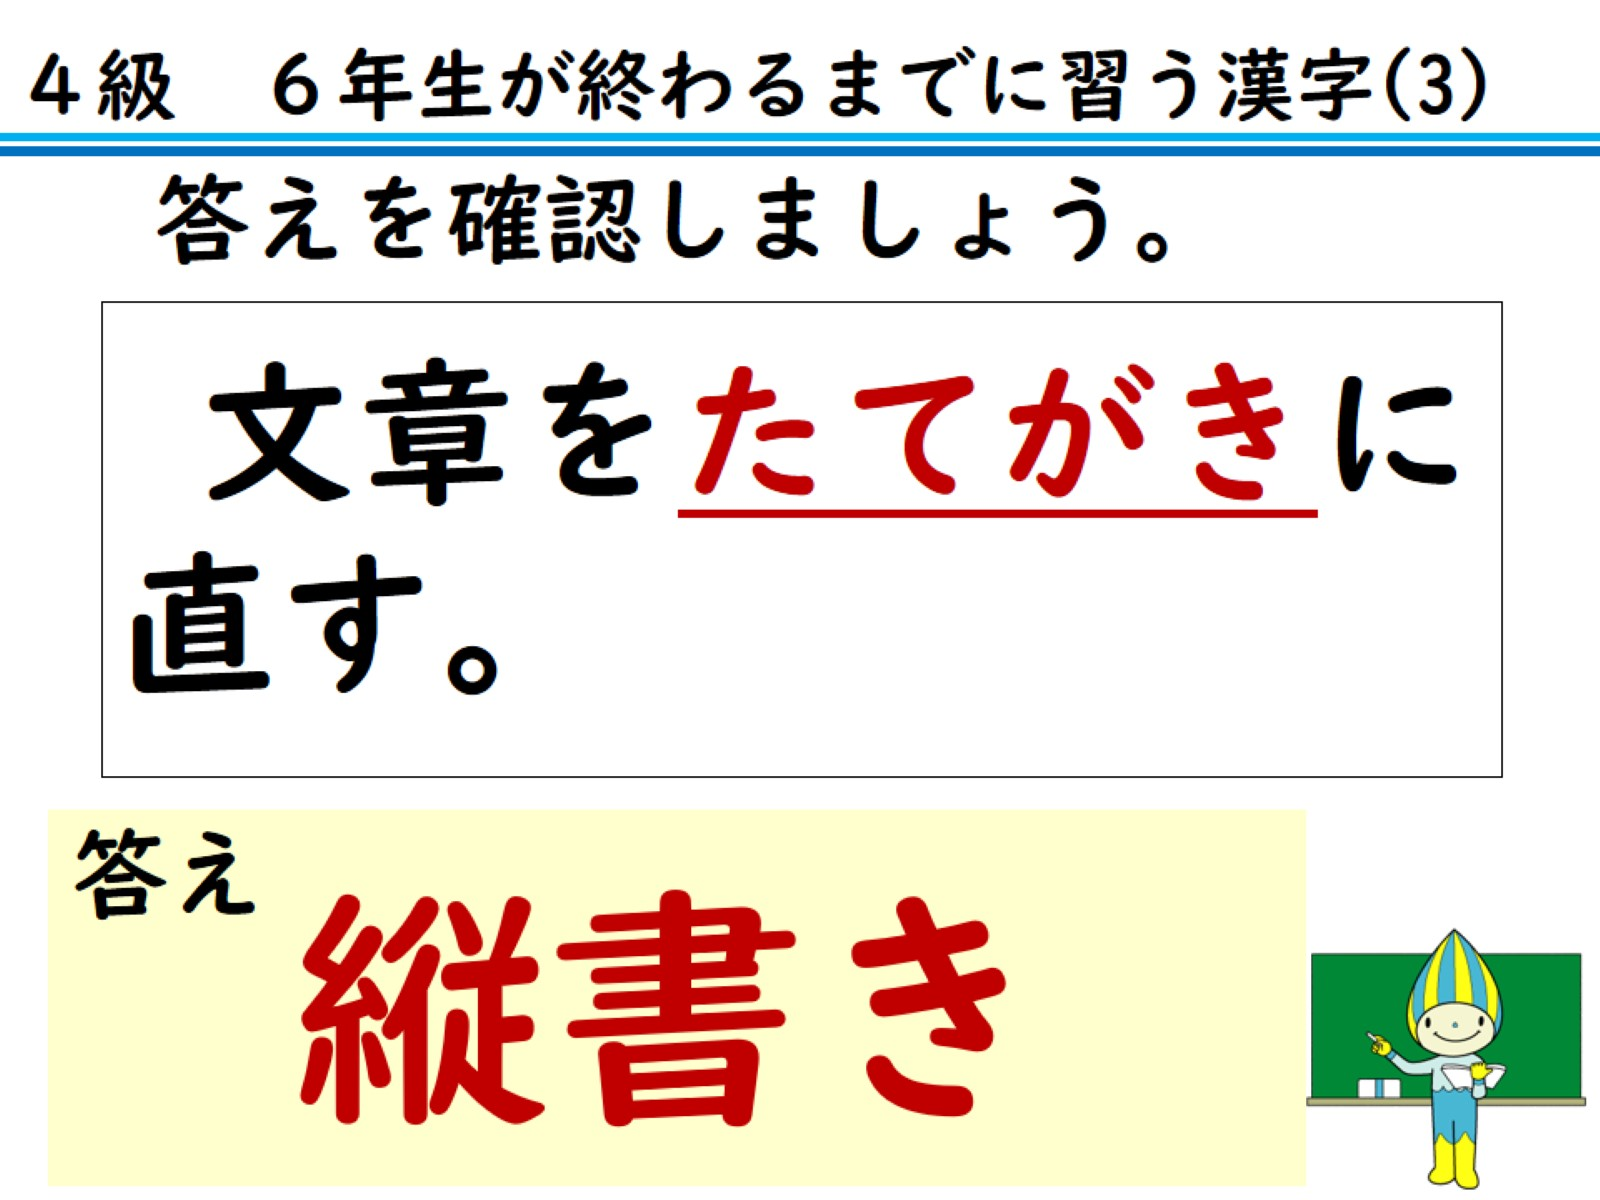 ４級　６年生が終わるまでに習う漢字(3)
答えを確認しましょう。
文章をたてがきに
直す。
答え
縦書き